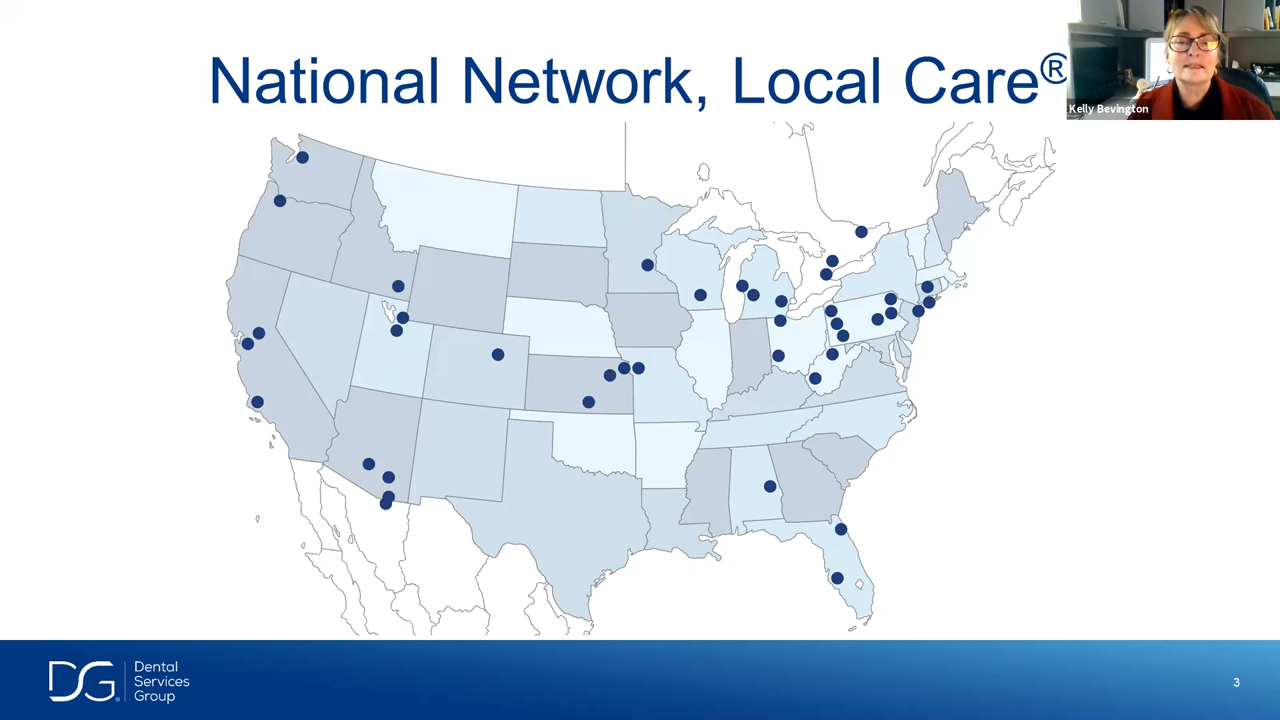 National Network, Local Care®
Kelly Bevington
DG®
Dental
Services
Group
3